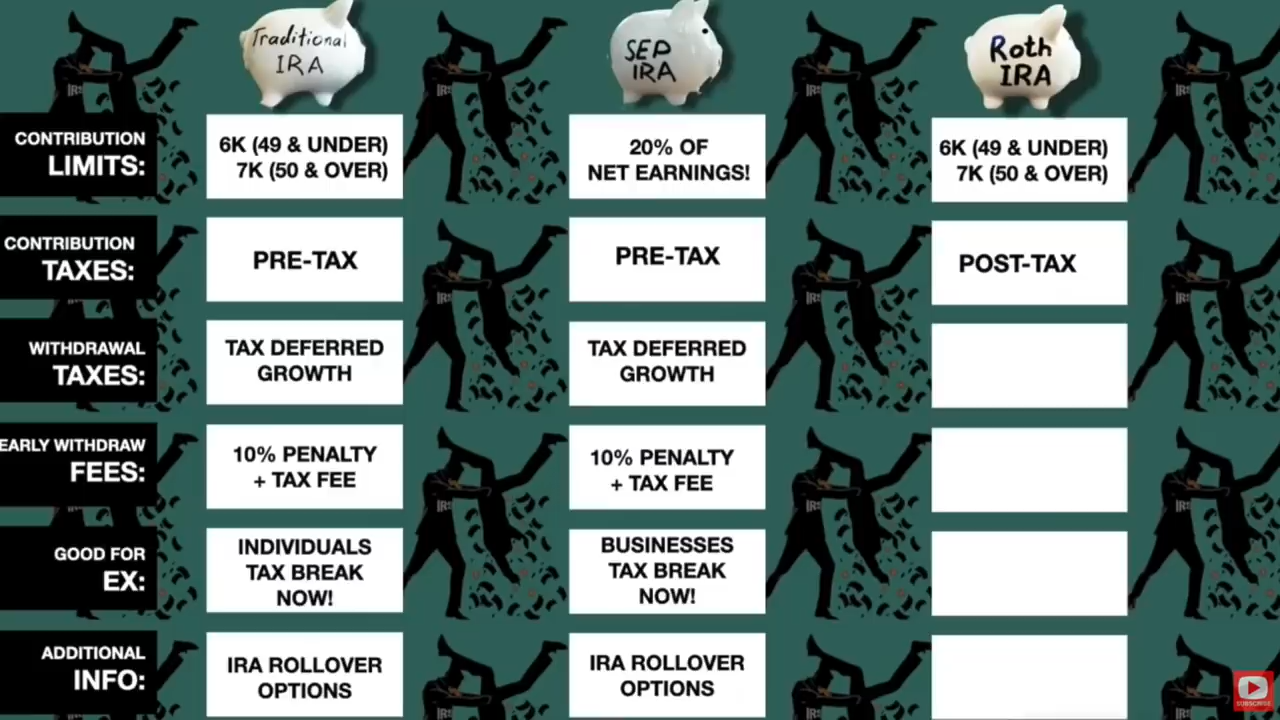 Traditional
IRA
SEP
IRA
Roth
IRA
CONTRIBUTION
LIMITS:
6K (49 & UNDER)
7K (50 & OVER)
20% OF
NET EARNINGS!
6K (49 & UNDER)
7K (50 & OVER)
CONTRIBUTION
TAXES:
PRE-TAX
PRE-TAX
POST-TAX
WITHDRAWAL
TAXES:
TAX DEFERRED
GROWTH
TAX DEFERRED
GROWTH
EARLY WITHDRAW
FEES:
10% PENALTY
+ TAX FEE
10% PENALTY
+ TAX FEE
GOOD FOR
EX:
INDIVIDUALS
TAX BREAK
NOW!
BUSINESSES
TAX BREAK
NOW!
ADDITIONAL
INFO:
IRA ROLLOVER
OPTIONS
IRA ROLLOVER
OPTIONS
SUBSCRIBE